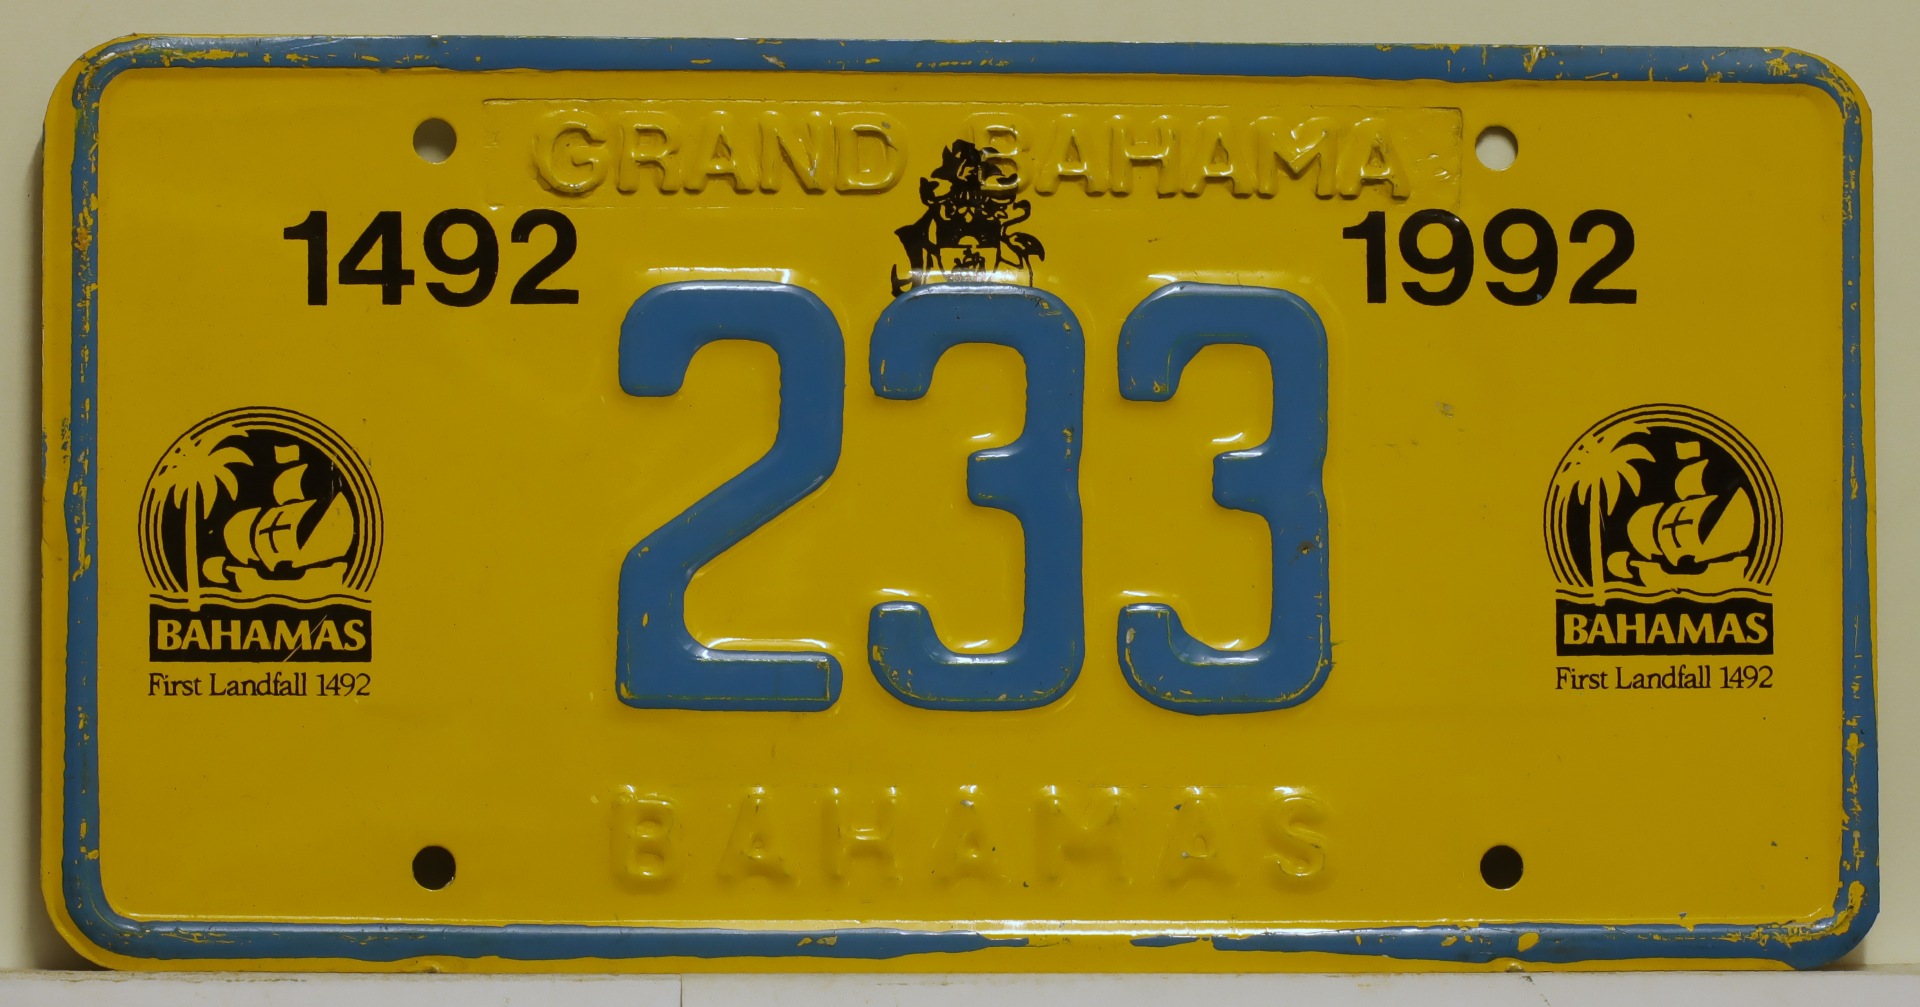 GRAND BAHAMA
1492 1992
233
BAHAMAS BAHAMAS
First Landfall 1492 First Landfall 1492
BAHAMAS